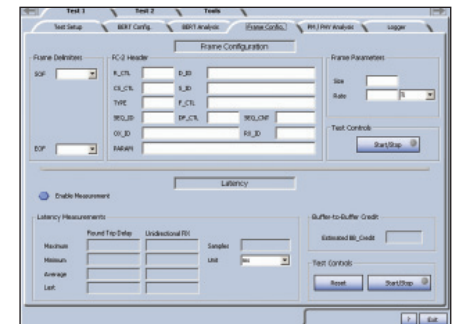 Test 1 Test 2 Tools
Test Setup BERT Config. BERT Analysis Frame Config. PM / PHY Analysis Logger
Frame Configuration
Frame Delimiters
SOF
EOF
FC-2 Header
R_CTL D_ID
CS_CTL S_ID
TYPE F_CTL
SEQ_ID DF_CTL SEQ_CNT
OX_ID RX_ID
PARAM
Frame Parameters
Size
Rate %
Test Controls
Start/Stop
Latency
Enable Measurement
Latency Measurements
Round Trip Delay Unidirectional RX
Maximum Samples
Minimum Unit
Average
Last
Buffer-to-Buffer Credit
Estimated BB_Credit
Test Controls
Reset Start/Stop
? Exit